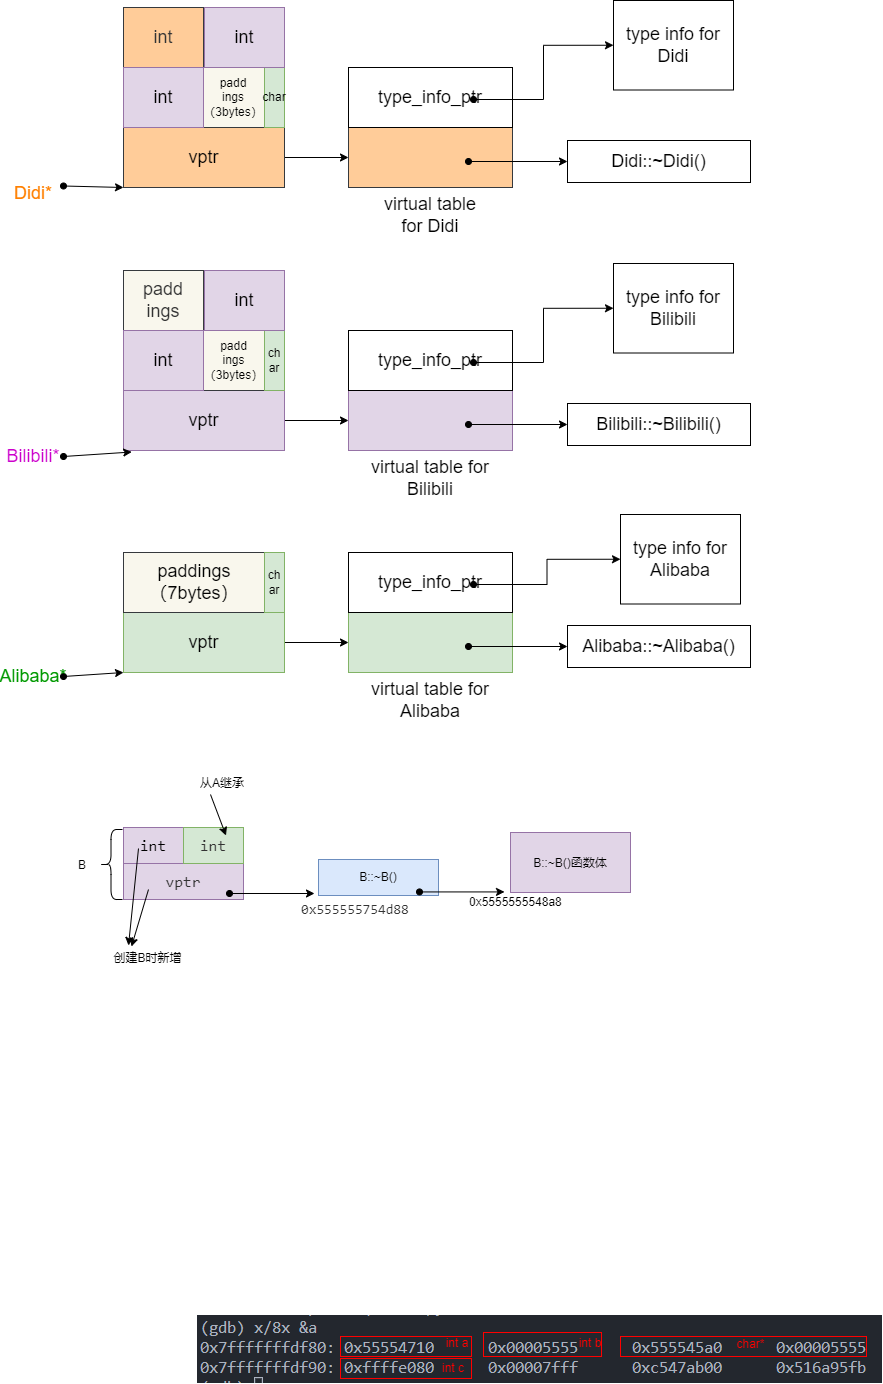 int
int
type info for
Didi
int
padd
ings
(3bytes)
char
type_info_ptr
vptr
Didi::~Didi()
Didi*
virtual table
for Didi
padd
ings
int
type info for
Bilibili
int
padd
ings
(3bytes)
ch
ar
type_info_ptr
vptr
Bilibili::~Bilibili()
Bilibili*
virtual table for
Bilibili
paddings
（7bytes）
ch
ar
type_info_ptr
type info for
Alibaba
vptr
Alibaba::~Alibaba()
Alibaba*
virtual table for
Alibaba
从A继承
int
int
B
vptr
B::~B()
B::~B()函数体
0x555555754d88
0x5555555548a8
创建B时新增
(gdb) x/8x &a
0x7fffffffdf80: 0x55554710 int a 0x00005555 int b 0x555545a0 char* 0x00005555
0x7fffffffdf90: 0xffffe080 int c 0x00007fff 0xc547ab00 0x516a95fb